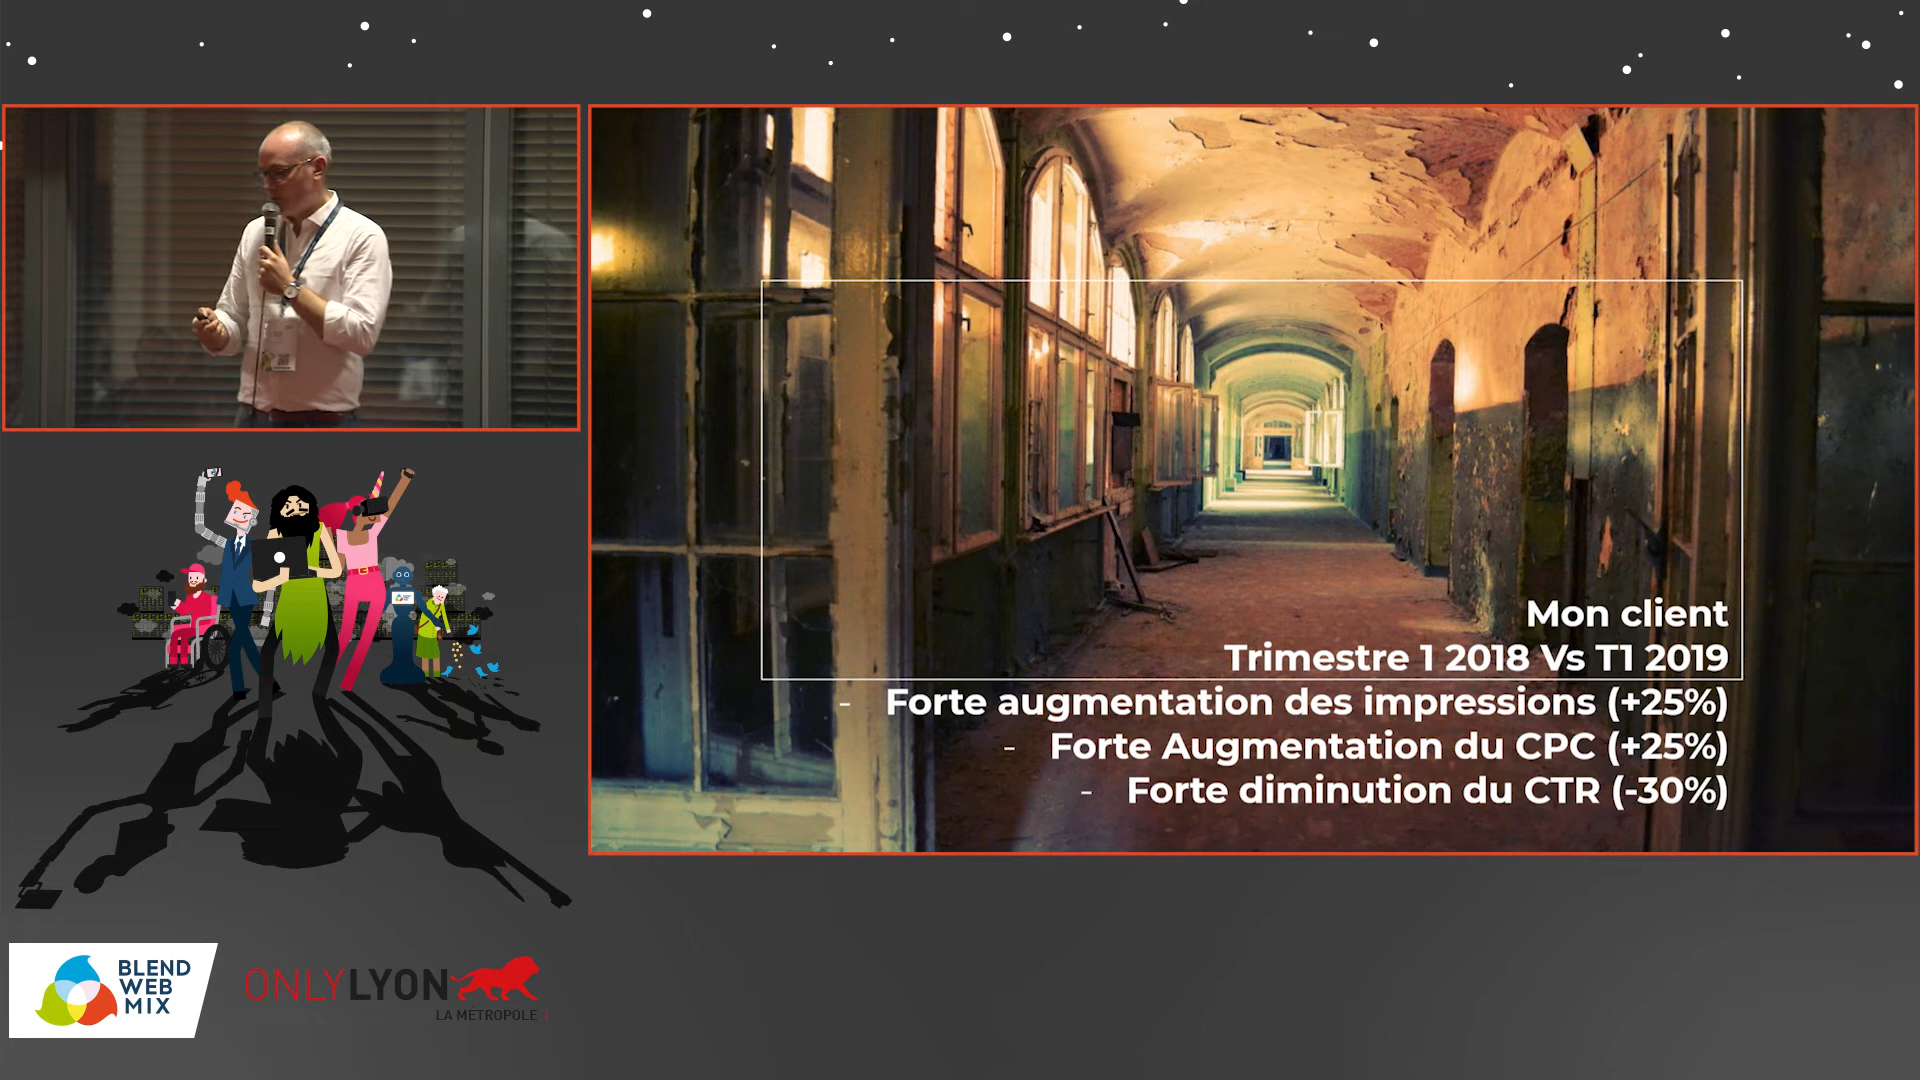 Mon client
Trimestre 1 2018 Vs T1 2019
- Forte augmentation des impressions (+25%)
- Forte Augmentation du CPC (+25%)
- Forte diminution du CTR (-30%)
BLEND
WEB
MIX
ONLYLYON
LA MÉTROPOLE